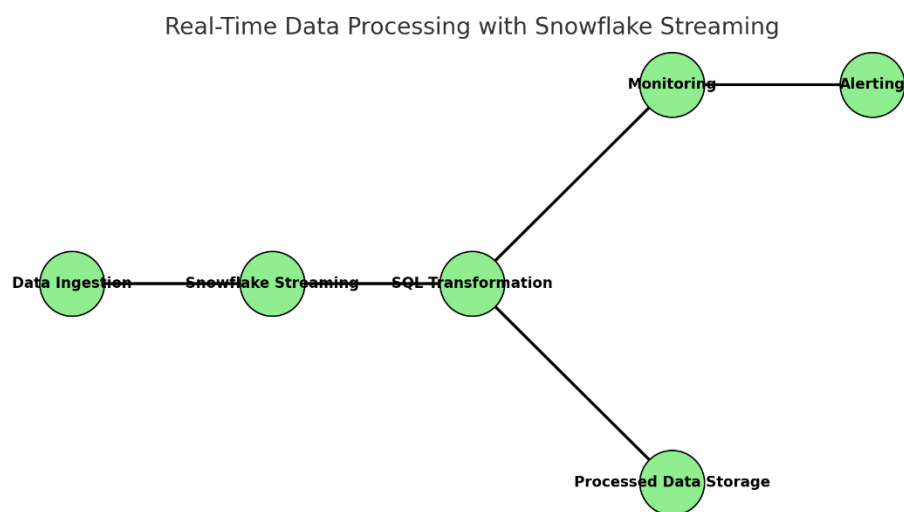 Real-Time Data Processing with Snowflake Streaming
Monitoring
Alerting
Data Ingestion
Snowflake Streaming
SQL Transformation
Processed Data Storage